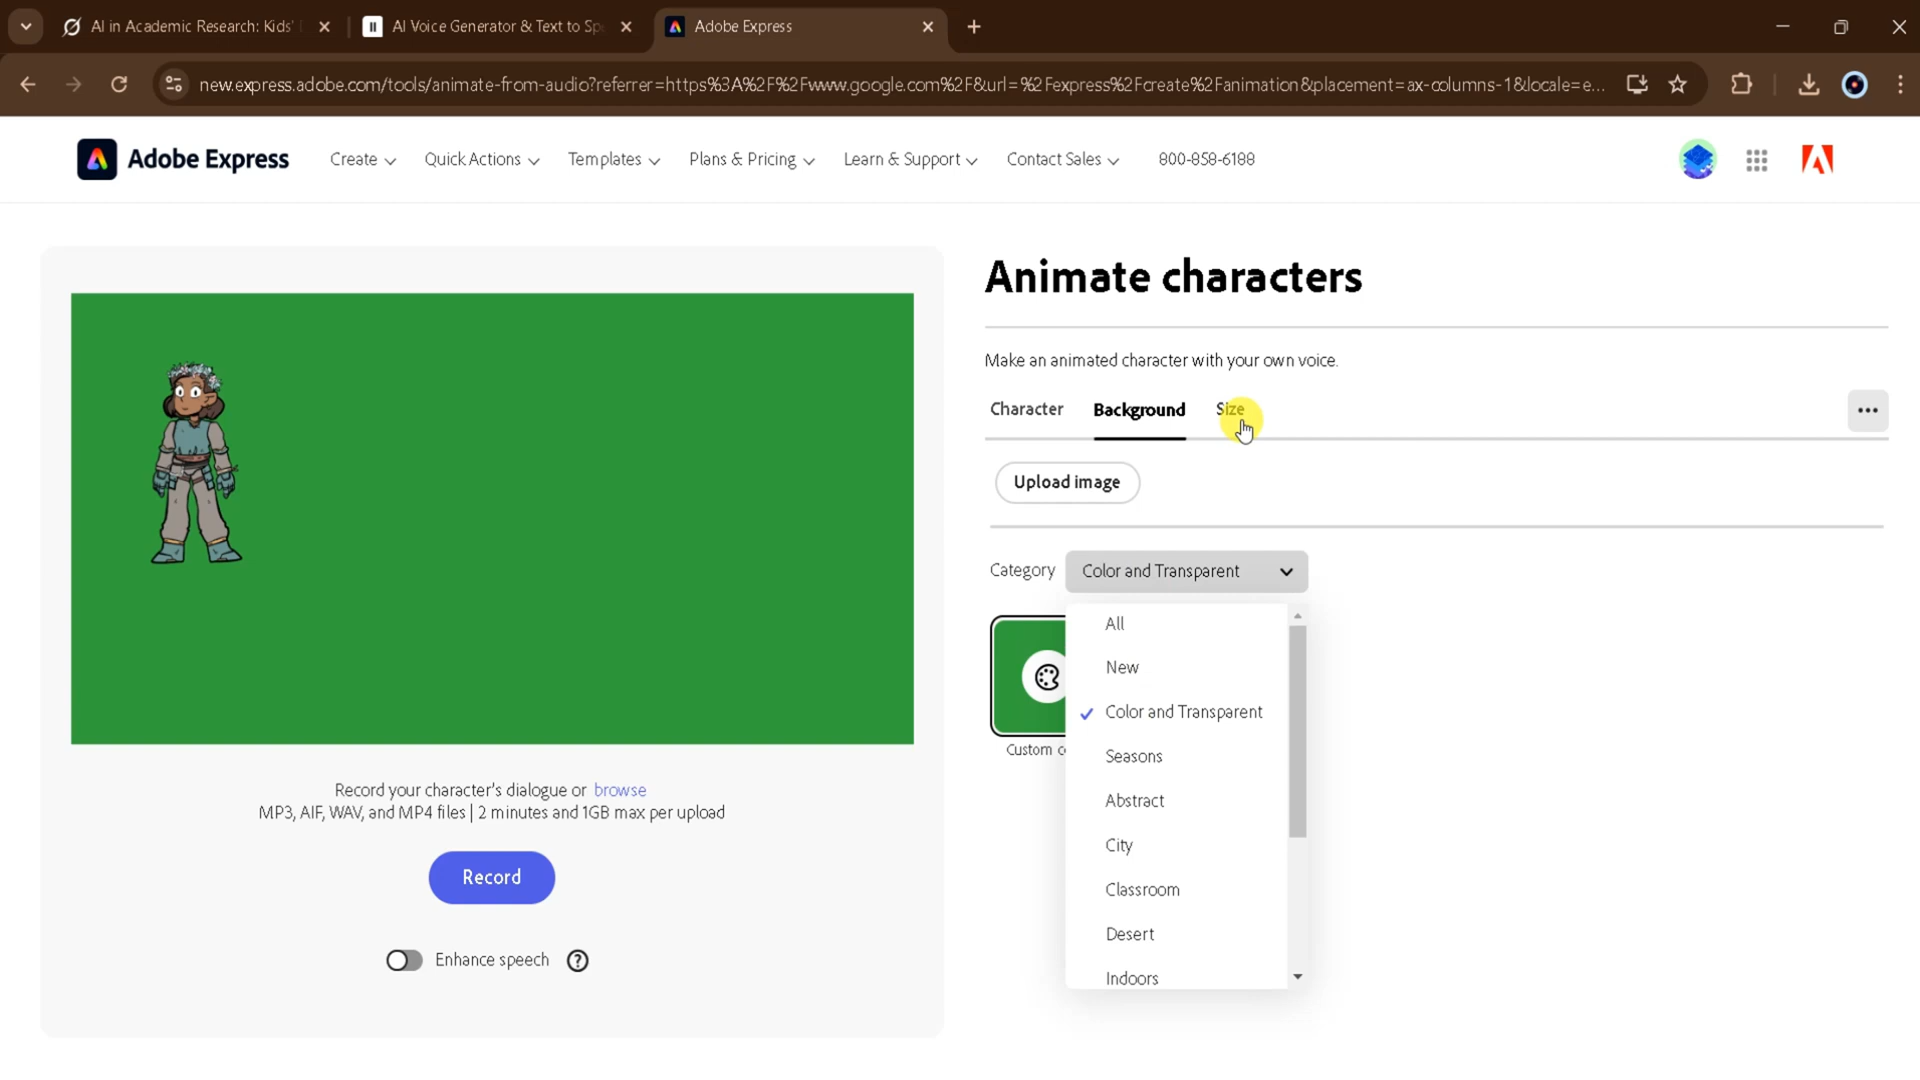 AI in Academic Research: Kids'
AI Voice Generator & Text to Spe
Adobe Express
new.express.adobe.com/tools/animate-from-audio?referrer=https%3A%2F%2Fwww.google.com%2F&url=%2Fexpress%2Fcreate%2Fanimation&placement=ax-columns-1&locale=e...
Adobe Express
Create
Quick Actions
Templates
Plans & Pricing
Learn & Support
Contact Sales
800-858-6188
Animate characters
Make an animated character with your own voice.
Character
Background
Size
Upload image
Category
Color and Transparent
All
New
Color and Transparent
Seasons
Abstract
City
Classroom
Desert
Indoors
Custom c
Record your character's dialogue or browse
MP3, AIF, WAV, and MP4 files | 2 minutes and 1GB max per upload
Record
Enhance speech